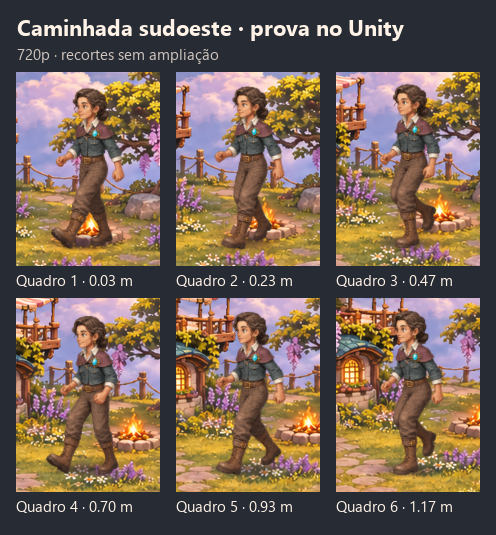 Caminhada sudoeste · prova no Unity
720p · recortes sem ampliação
Quadro 1 · 0.03 m
Quadro 2 · 0.23 m
Quadro 3 · 0.47 m
Quadro 4 · 0.70 m
Quadro 5 · 0.93 m
Quadro 6 · 1.17 m